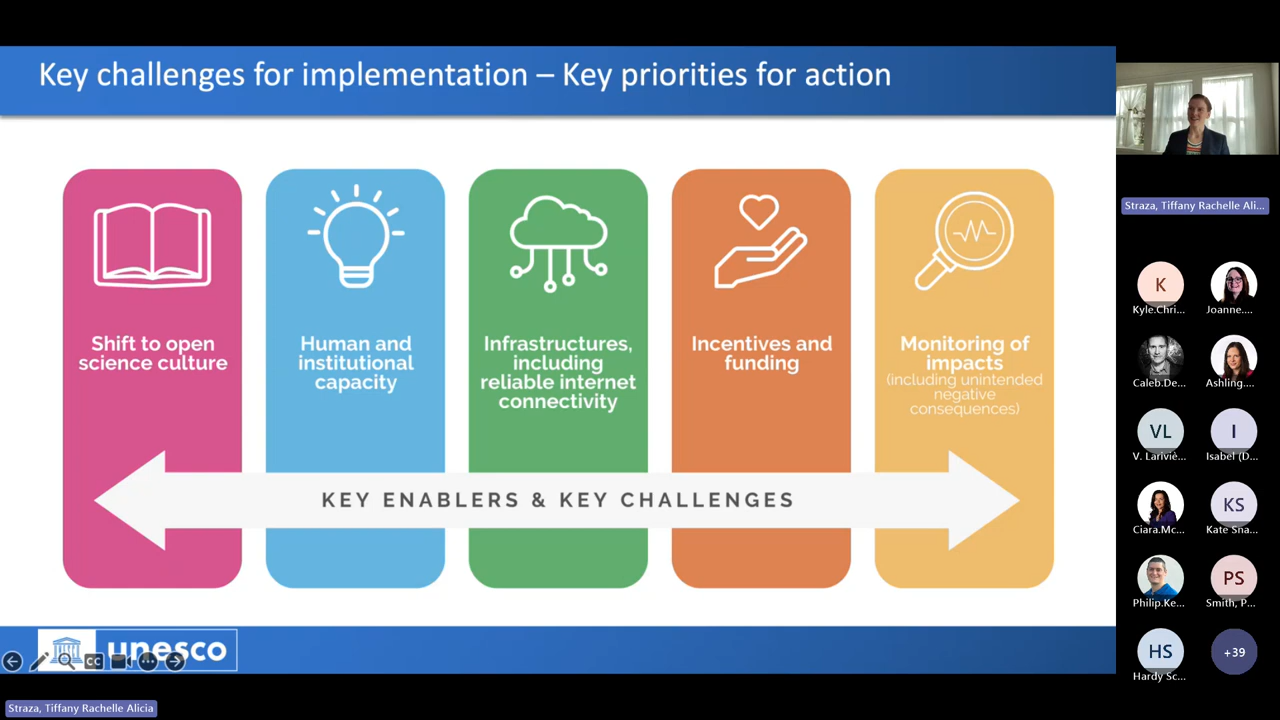 Key challenges for implementation – Key priorities for action
Shift to open
science culture
Human and
institutional
capacity
Infrastructures,
including
reliable internet
connectivity
Incentives and
funding
Monitoring of
impacts
(including unintended
negative
consequences)
KEY ENABLERS & KEY CHALLENGES
unesco
CC
Straza, Tiffany Rachelle Alicia
Straza, Tiffany Rachelle Ali...
K
Kyle.Chri...
Joanne....
Caleb.De...
Ashling....
VL
V. Lariviè...
I
Isabel (D...
Ciara.Mc...
KS
Kate Sna...
Philip.Ke...
PS
Smith, P...
HS
Hardy Sc...
+39